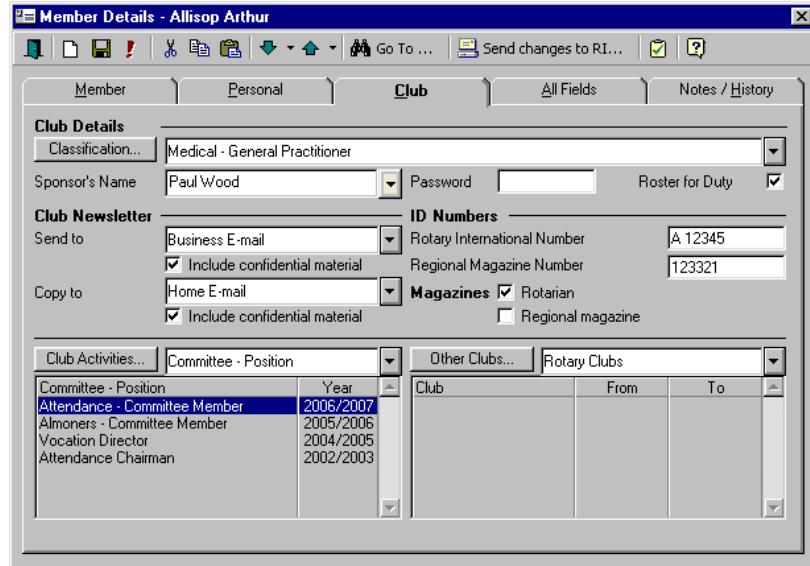 Member Details - Allisop Arthur
Go To ... Send changes to RI...
Member Personal Club All Fields Notes / History
Club Details
Classification... Medical - General Practitioner
Sponsor's Name Paul Wood Password Roster for Duty
Club Newsletter ID Numbers
Send to Business E-mail Rotary International Number A 12345
Include confidential material Regional Magazine Number 123321
Copy to Home E-mail Magazines Rotarian
Include confidential material Regional magazine
Club Activities... Committee - Position Other Clubs... Rotary Clubs
Committee - Position Year Club From To
Attendance - Committee Member 2006/2007
Almoners - Committee Member 2005/2006
Vocation Director 2004/2005
Attendance Chairman 2002/2003